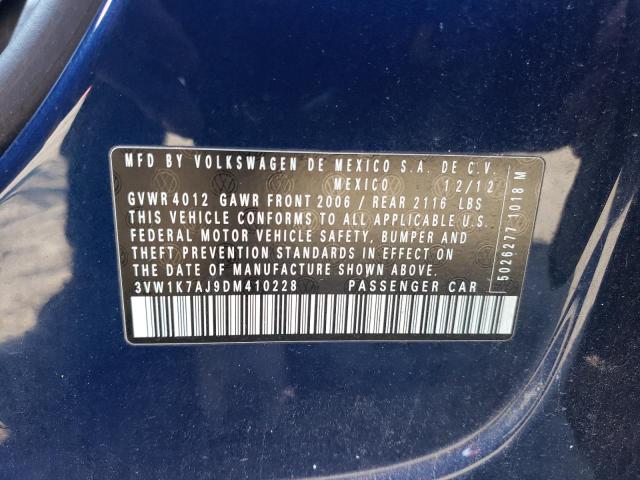 MFD BY VOLKSWAGEN DE MEXICO S.A. DE C.V.
MEXICO 12/12
GVWR 4012 GAWR FRONT 2006 / REAR 2116 LBS
THIS VEHICLE CONFORMS TO ALL APPLICABLE U.S.
FEDERAL MOTOR VEHICLE SAFETY, BUMPER AND
THEFT PREVENTION STANDARDS IN EFFECT ON
THE DATE OF MANUFACTURE SHOWN ABOVE
3VW1K7AJ9DM410228 PASSENGER CAR
5026277 1018 M